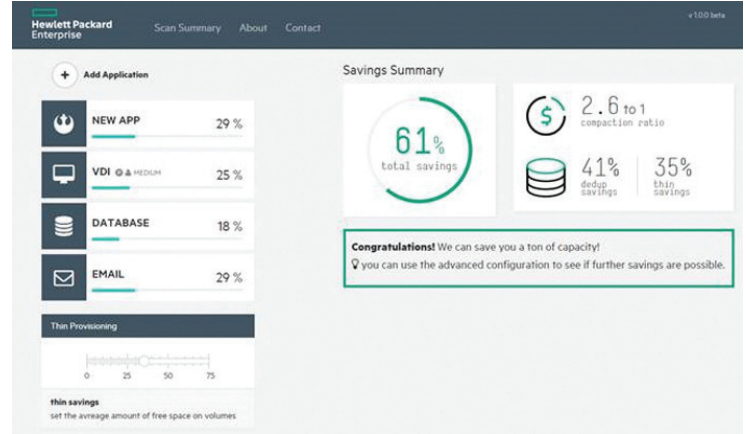 Hewlett Packard
Enterprise
Scan Summary About Contact
v1.0.0 beta
+ Add Application
NEW APP 29 %
VDI MEDIUM 25 %
DATABASE 18 %
EMAIL 29 %
Thin Provisioning
0 25 50 75
thin savings
set the avreage amount of free space on volumes
Savings Summary
61%
total savings
$
2.6 to 1
compaction ratio
41%
dedup
savings
35%
thin
savings
Congratulations! We can save you a ton of capacity!
you can use the advanced configuration to see if further savings are possible.